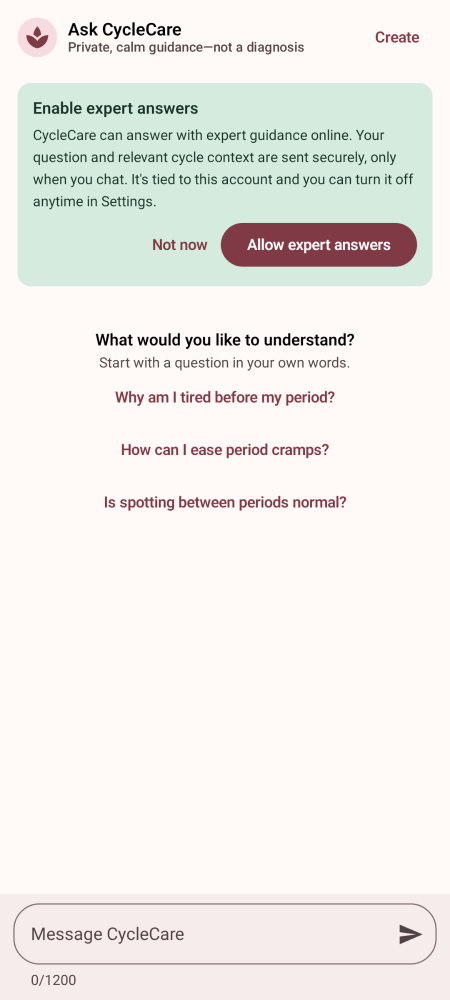 Ask CycleCare
Private, calm guidance—not a diagnosis
Create
Enable expert answers
CycleCare can answer with expert guidance online. Your
question and relevant cycle context are sent securely, only
when you chat. It's tied to this account and you can turn it off
anytime in Settings.
Not now
Allow expert answers
What would you like to understand?
Start with a question in your own words.
Why am I tired before my period?
How can I ease period cramps?
Is spotting between periods normal?
Message CycleCare
0/1200